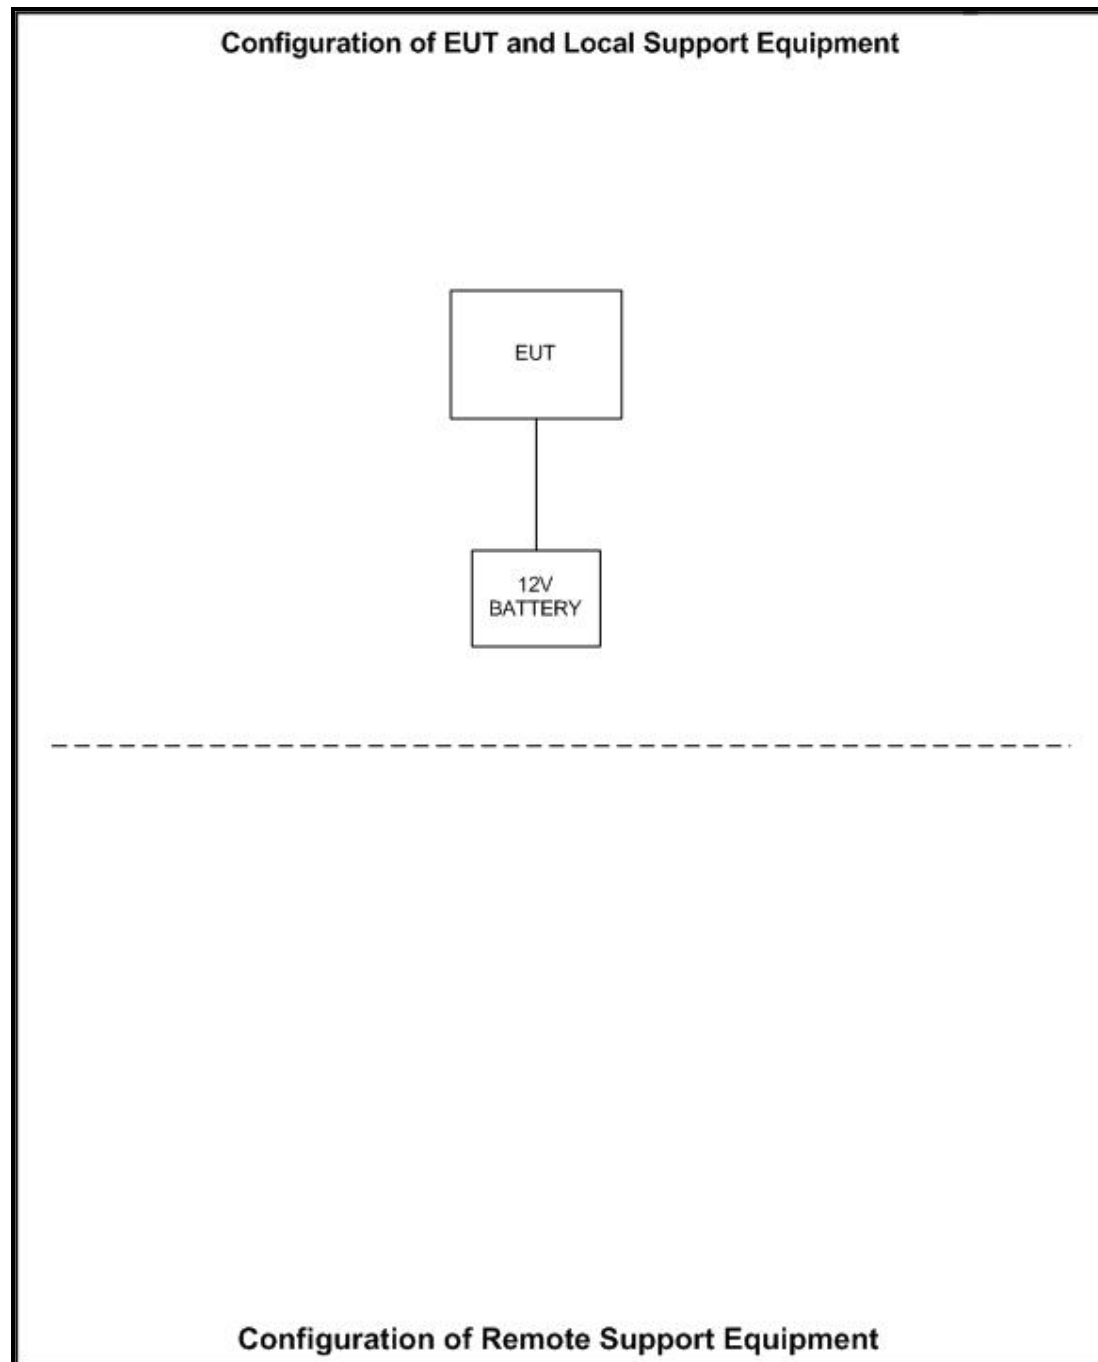 Configuration of EUT and Local Support Equipment
EUT
12V
BATTERY
Configuration of Remote Support Equipment